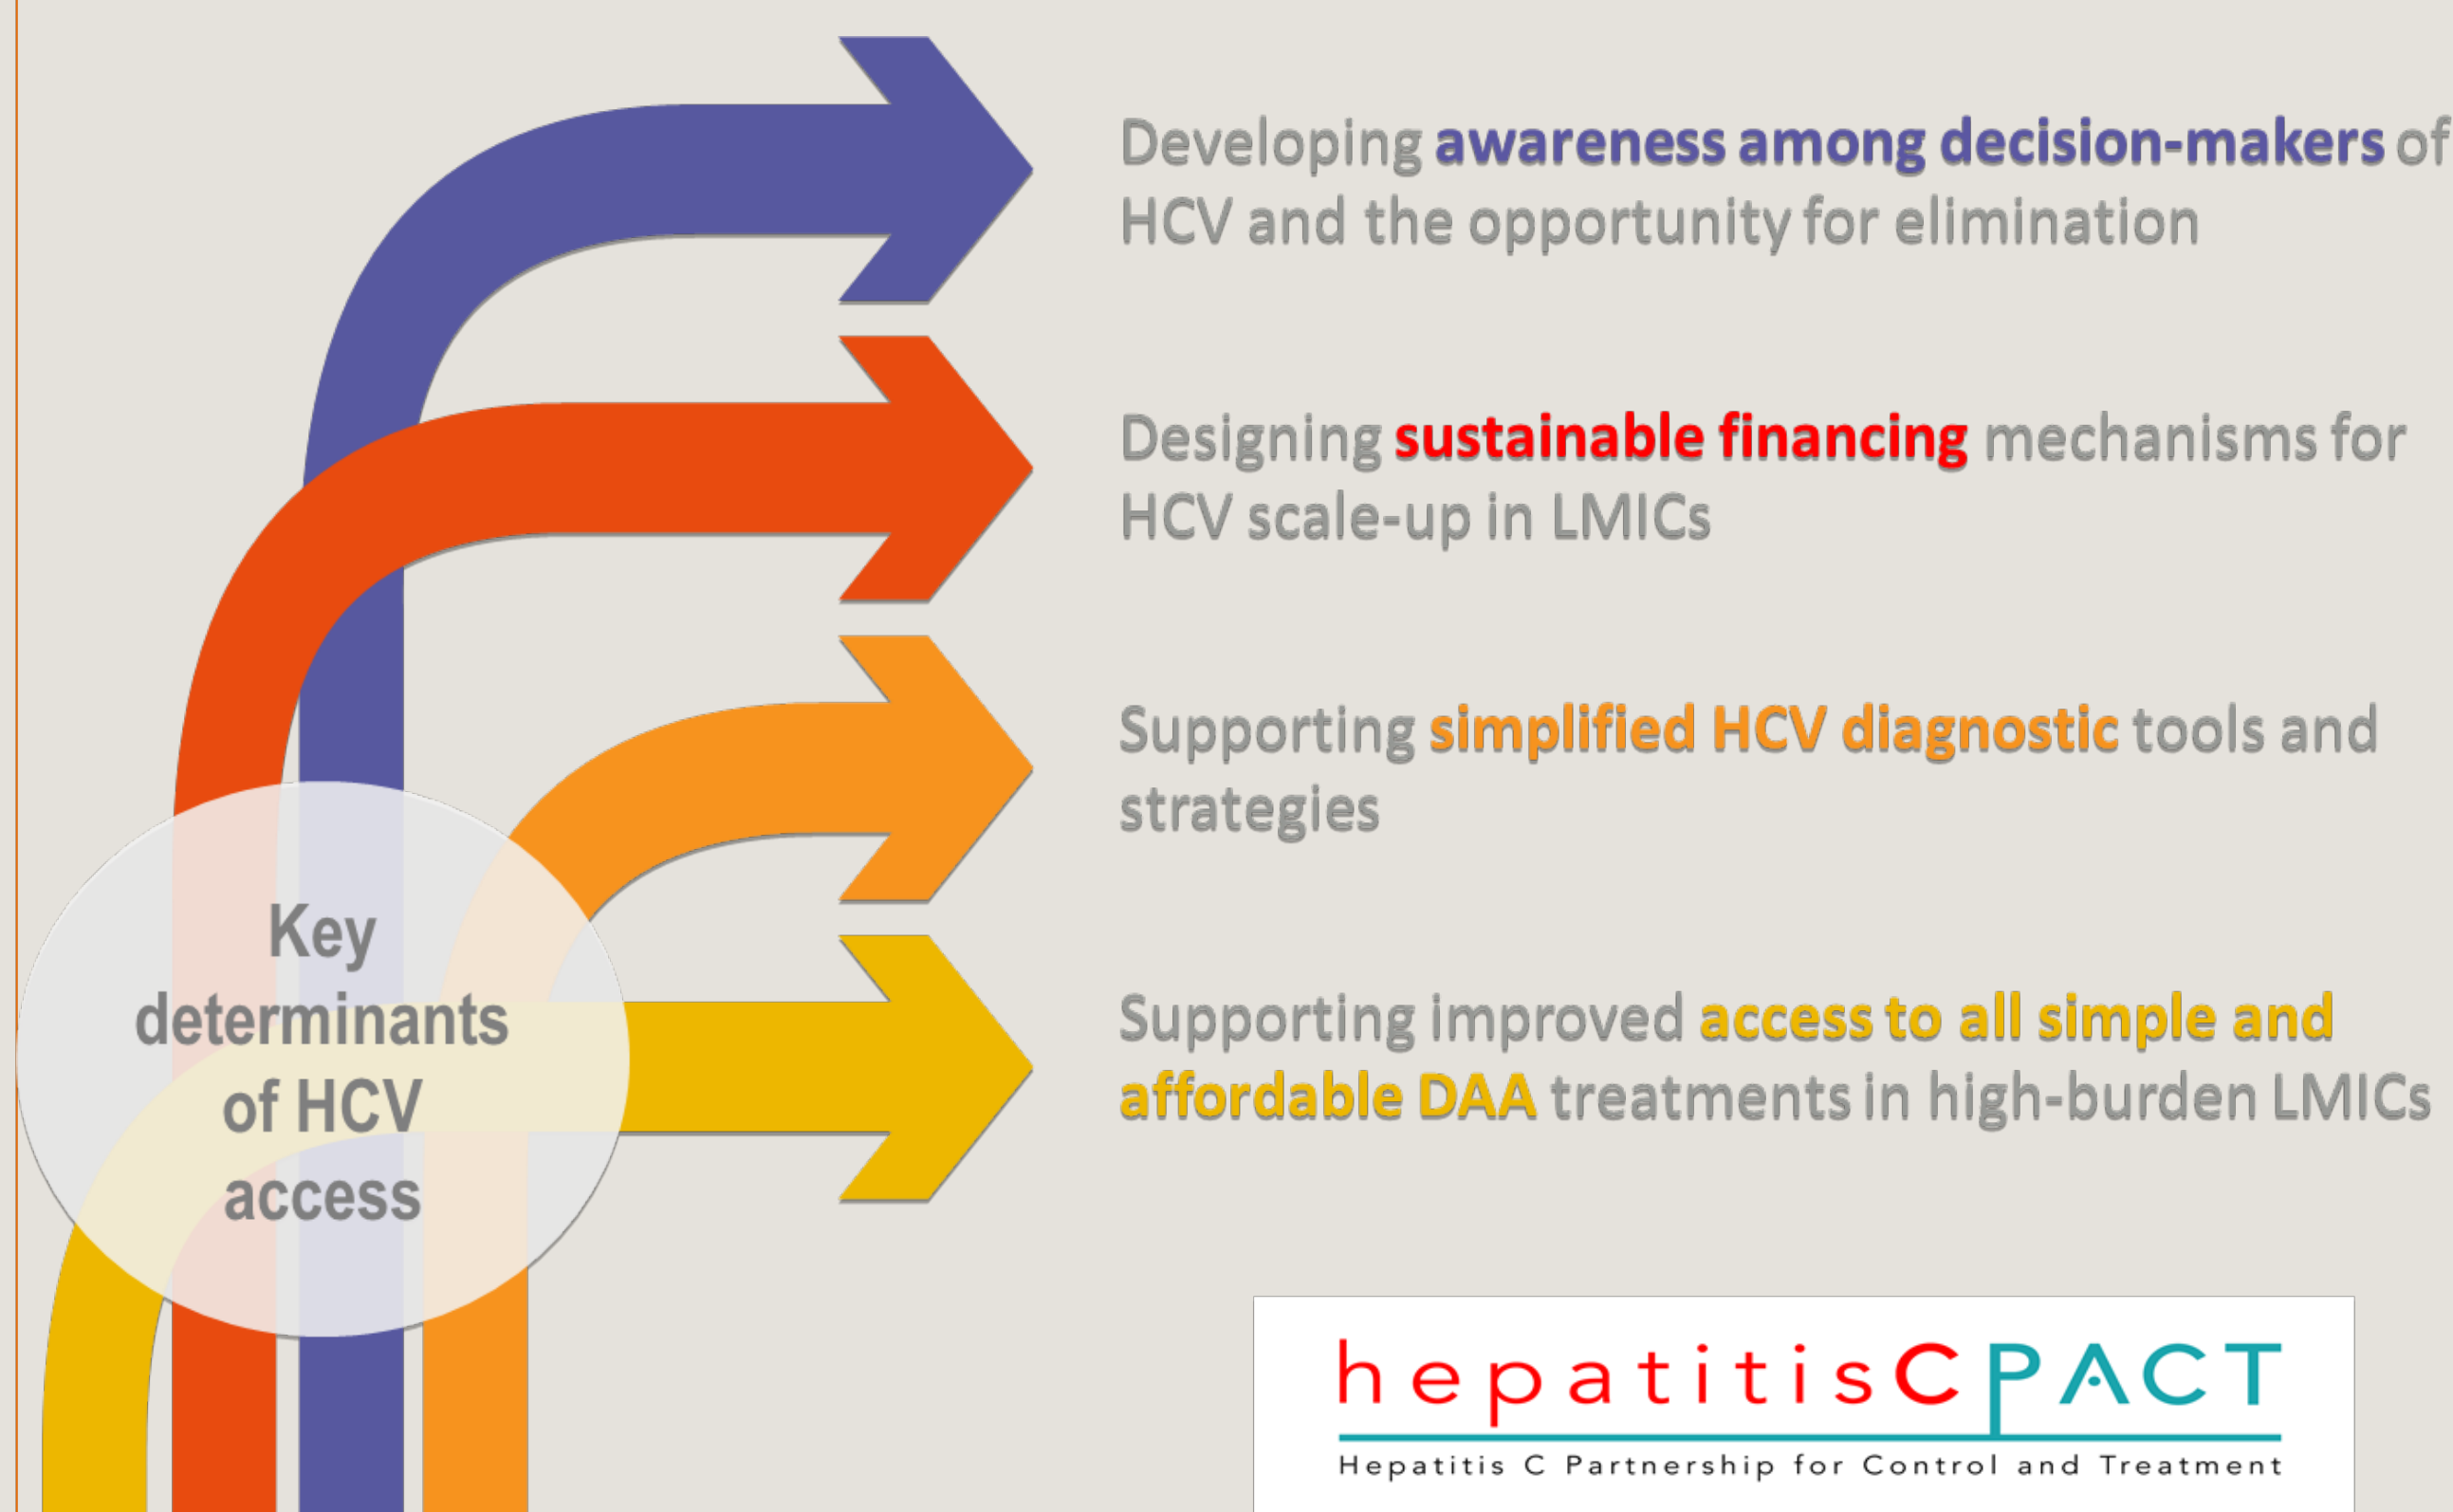 Developing awareness among decision-makers of
HCV and the opportunity for elimination
Designing sustainable financing mechanisms for
HCV scale-up in LMICs
Supporting simplified HCV diagnostic tools and
strategies
Key
determinants
of HCV
access
Supporting improved access to all simple and
affordable DAA treatments in high-burden LMICs
hepatitisCPACT
Hepatitis C Partnership for Control and Treatment